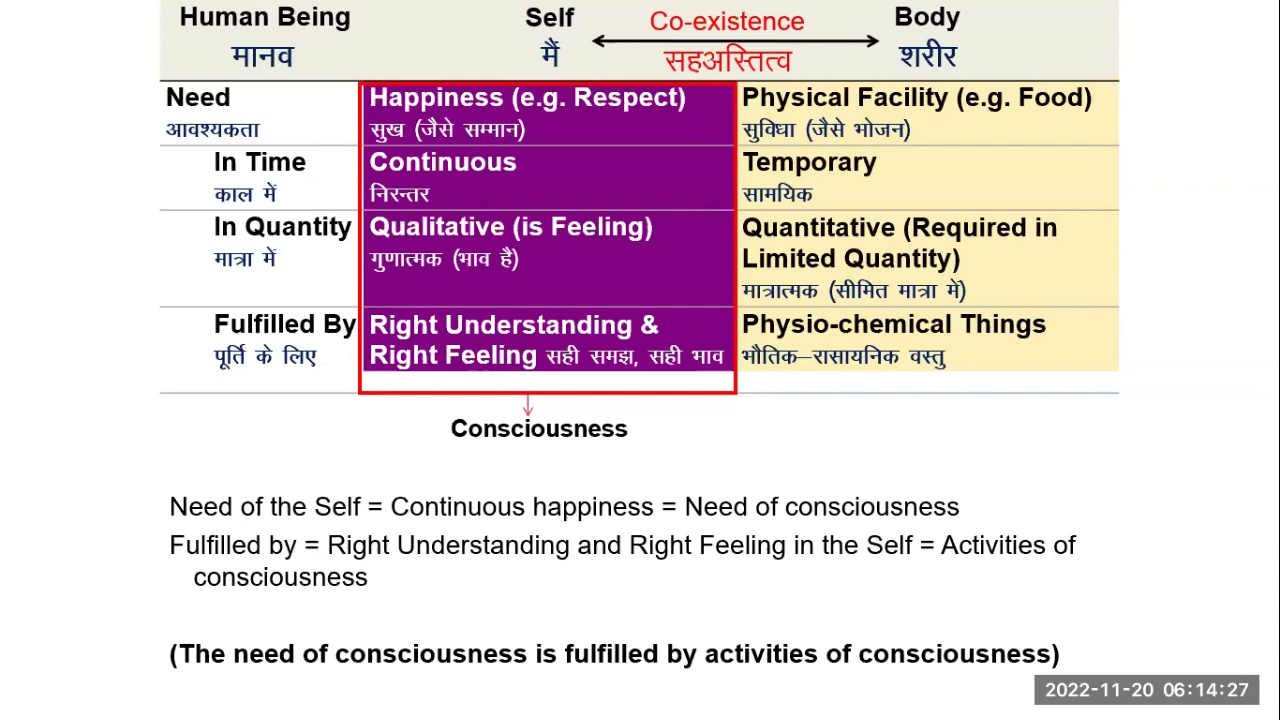 Human Being Self Co-existence Body
मानव मैं सहअस्तित्व शरीर
Need Happiness (e.g. Respect) Physical Facility (e.g. Food)
आवश्यकता सुख (जैसे सम्मान) सुविधा (जैसे भोजन)
In Time Continuous Temporary
काल में निरन्तर सामयिक
In Quantity Qualitative (is Feeling) Quantitative (Required in
Limited Quantity)
मात्रा में गुणात्मक (भाव है) मात्रात्मक (सीमित मात्रा में)
Fulfilled By Right Understanding & Physio-chemical Things
पूर्ति के लिए Right Feeling सही समझ, सही भाव भौतिक–रासायनिक वस्तु
Consciousness
Need of the Self = Continuous happiness = Need of consciousness
Fulfilled by = Right Understanding and Right Feeling in the Self = Activities of
consciousness
(The need of consciousness is fulfilled by activities of consciousness)
2022-11-20 06:14:27